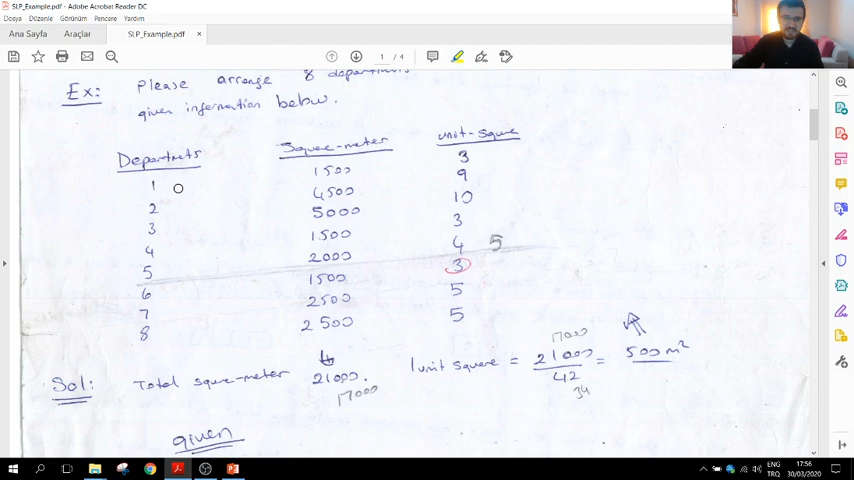 SLP_Example.pdf - Adobe Acrobat Reader DC
Dosya Düzenle Görünüm Pencere Yardım
Ana Sayfa Araçlar SLP_Example.pdf ×
1 / 4
Ex: Please arrange 8 departments
given information below.
Departmets Square-meter unit-square
1 1500 3
2 4500 9
3 5000 10
4 1500 3
5 2000 4 5
6 1500 3
7 2500 5
8 2500 5
Sol: Total squre-meter 21000. 1 unit square = 21000 / 42 = 500 m²
17000 17000 34
given
ENG 17:56
TRQ 30/03/2020